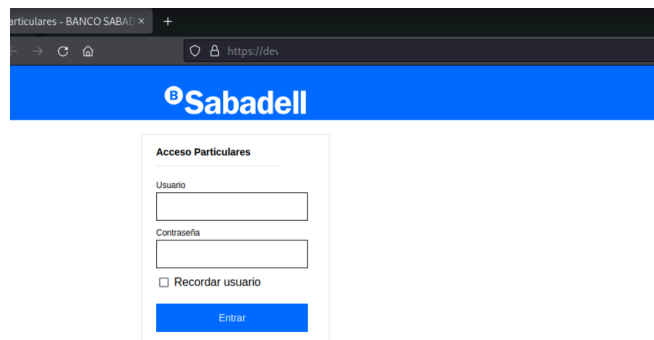 articulares - BANCO SABAD × +
https://dev
B Sabadell
Acceso Particulares
Usuario
Contraseña
Recordar usuario
Entrar